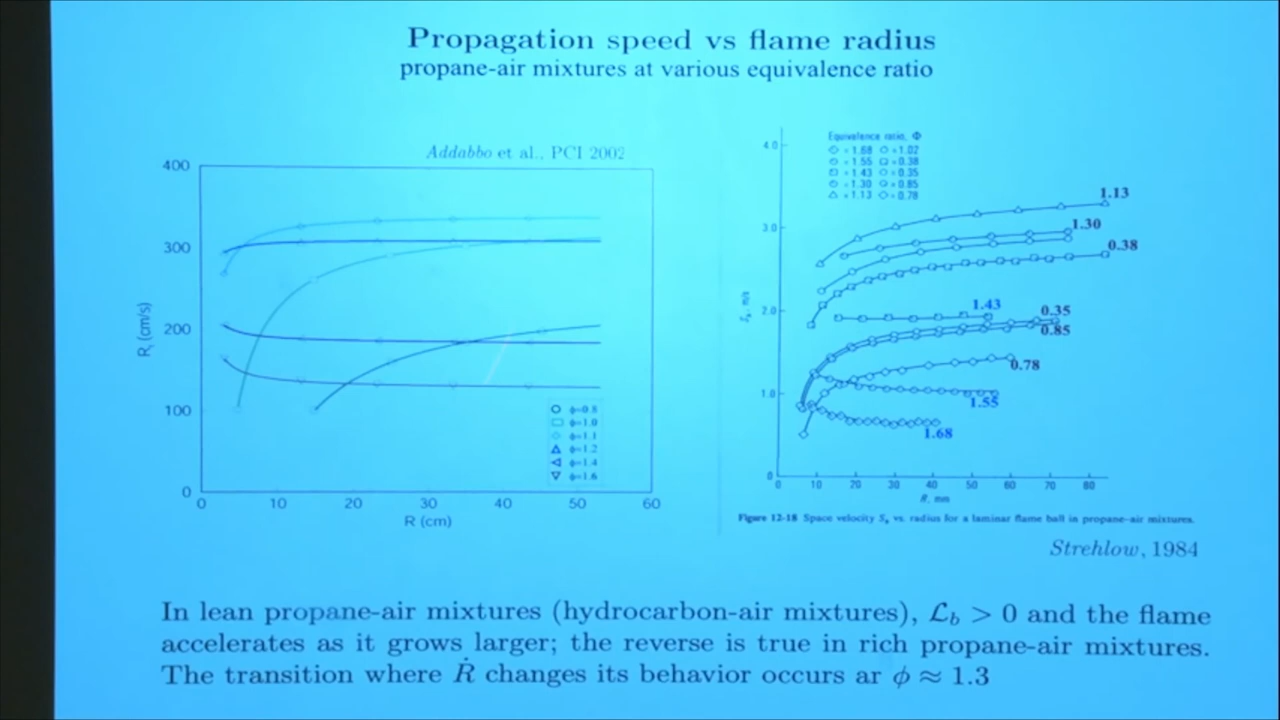 Propagation speed vs flame radius
propane-air mixtures at various equivalence ratio
Addabbo et al., PCI 2002
400
300
200
100
0
R, (cm/s)
0 10 20 30 40 50 60
R (cm)
ϕ=0.8
ϕ=1.0
ϕ=1.1
ϕ=1.2
ϕ=1.4
ϕ=1.6
Equivalence ratio, Φ
= 1.68 = 1.02
= 1.55 = 0.38
= 1.43 = 0.35
= 1.30 = 0.85
= 1.13 = 0.78
4.0
3.0
2.0
1.0
0
m/s
1.13
1.30
0.38
1.43
0.35
0.85
0.78
1.55
1.68
0 10 20 30 40 50 60 70 80
R, mm
Figure 12-18 Space velocity Sₛ vs. radius for a laminar flame ball in propane-air mixtures.
Strehlow, 1984
In lean propane-air mixtures (hydrocarbon-air mixtures), ℒb > 0 and the flame
accelerates as it grows larger; the reverse is true in rich propane-air mixtures.
The transition where Ṙ changes its behavior occurs ar ϕ ≈ 1.3